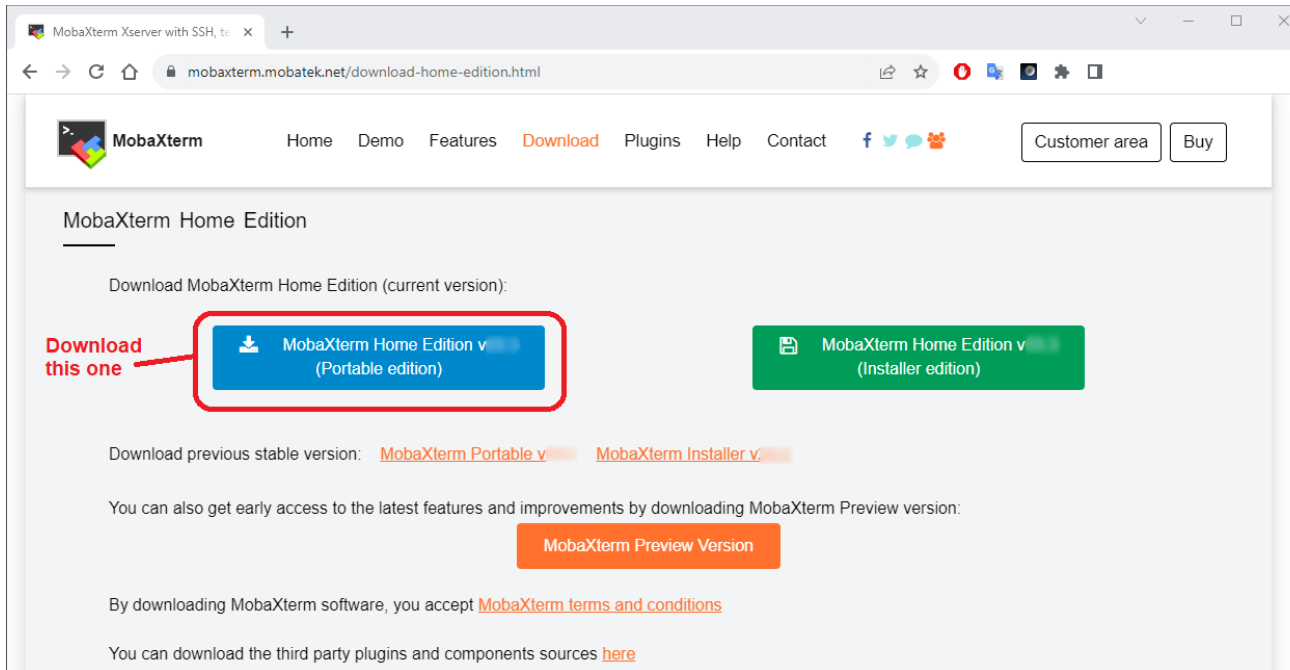 MobaXterm Xserver with SSH, te
mobaxterm.mobatek.net/download-home-edition.html
MobaXterm Home Demo Features Download Plugins Help Contact Customer area Buy
MobaXterm Home Edition
Download MobaXterm Home Edition (current version):
Download
this one
MobaXterm Home Edition v
(Portable edition)
MobaXterm Home Edition v
(Installer edition)
Download previous stable version: MobaXterm Portable v MobaXterm Installer v
You can also get early access to the latest features and improvements by downloading MobaXterm Preview version:
MobaXterm Preview Version
By downloading MobaXterm software, you accept MobaXterm terms and conditions
You can download the third party plugins and components sources here